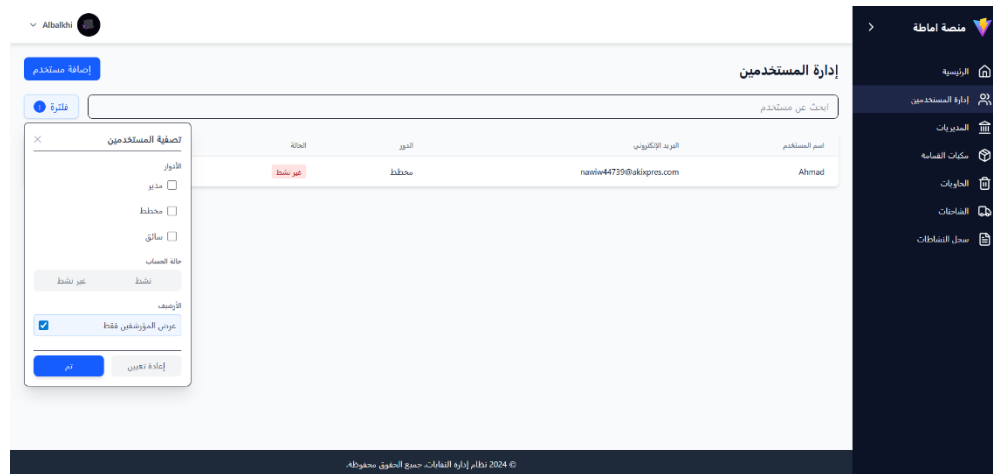 منصة اماطة
الرئيسية
إدارة المستخدمين
المديريات
مكبات القمامة
الحاويات
الشاحنات
سجل النشاطات
Albalkhi
إدارة المستخدمين
إضافة مستخدم
ابحث عن مستخدم
فلترة 1
اسم المستخدم البريد الإلكتروني الدور الحالة
Ahmad nawiw44739@akixpres.com مخطط غير نشط
تصفية المستخدمين
الأدوار
مدير
مخطط
سائق
حالة الحساب
نشط غير نشط
الأرشيف
عرض المؤرشفين فقط
إعادة تعيين تم
© 2024 نظام إدارة النفايات. جميع الحقوق محفوظة.